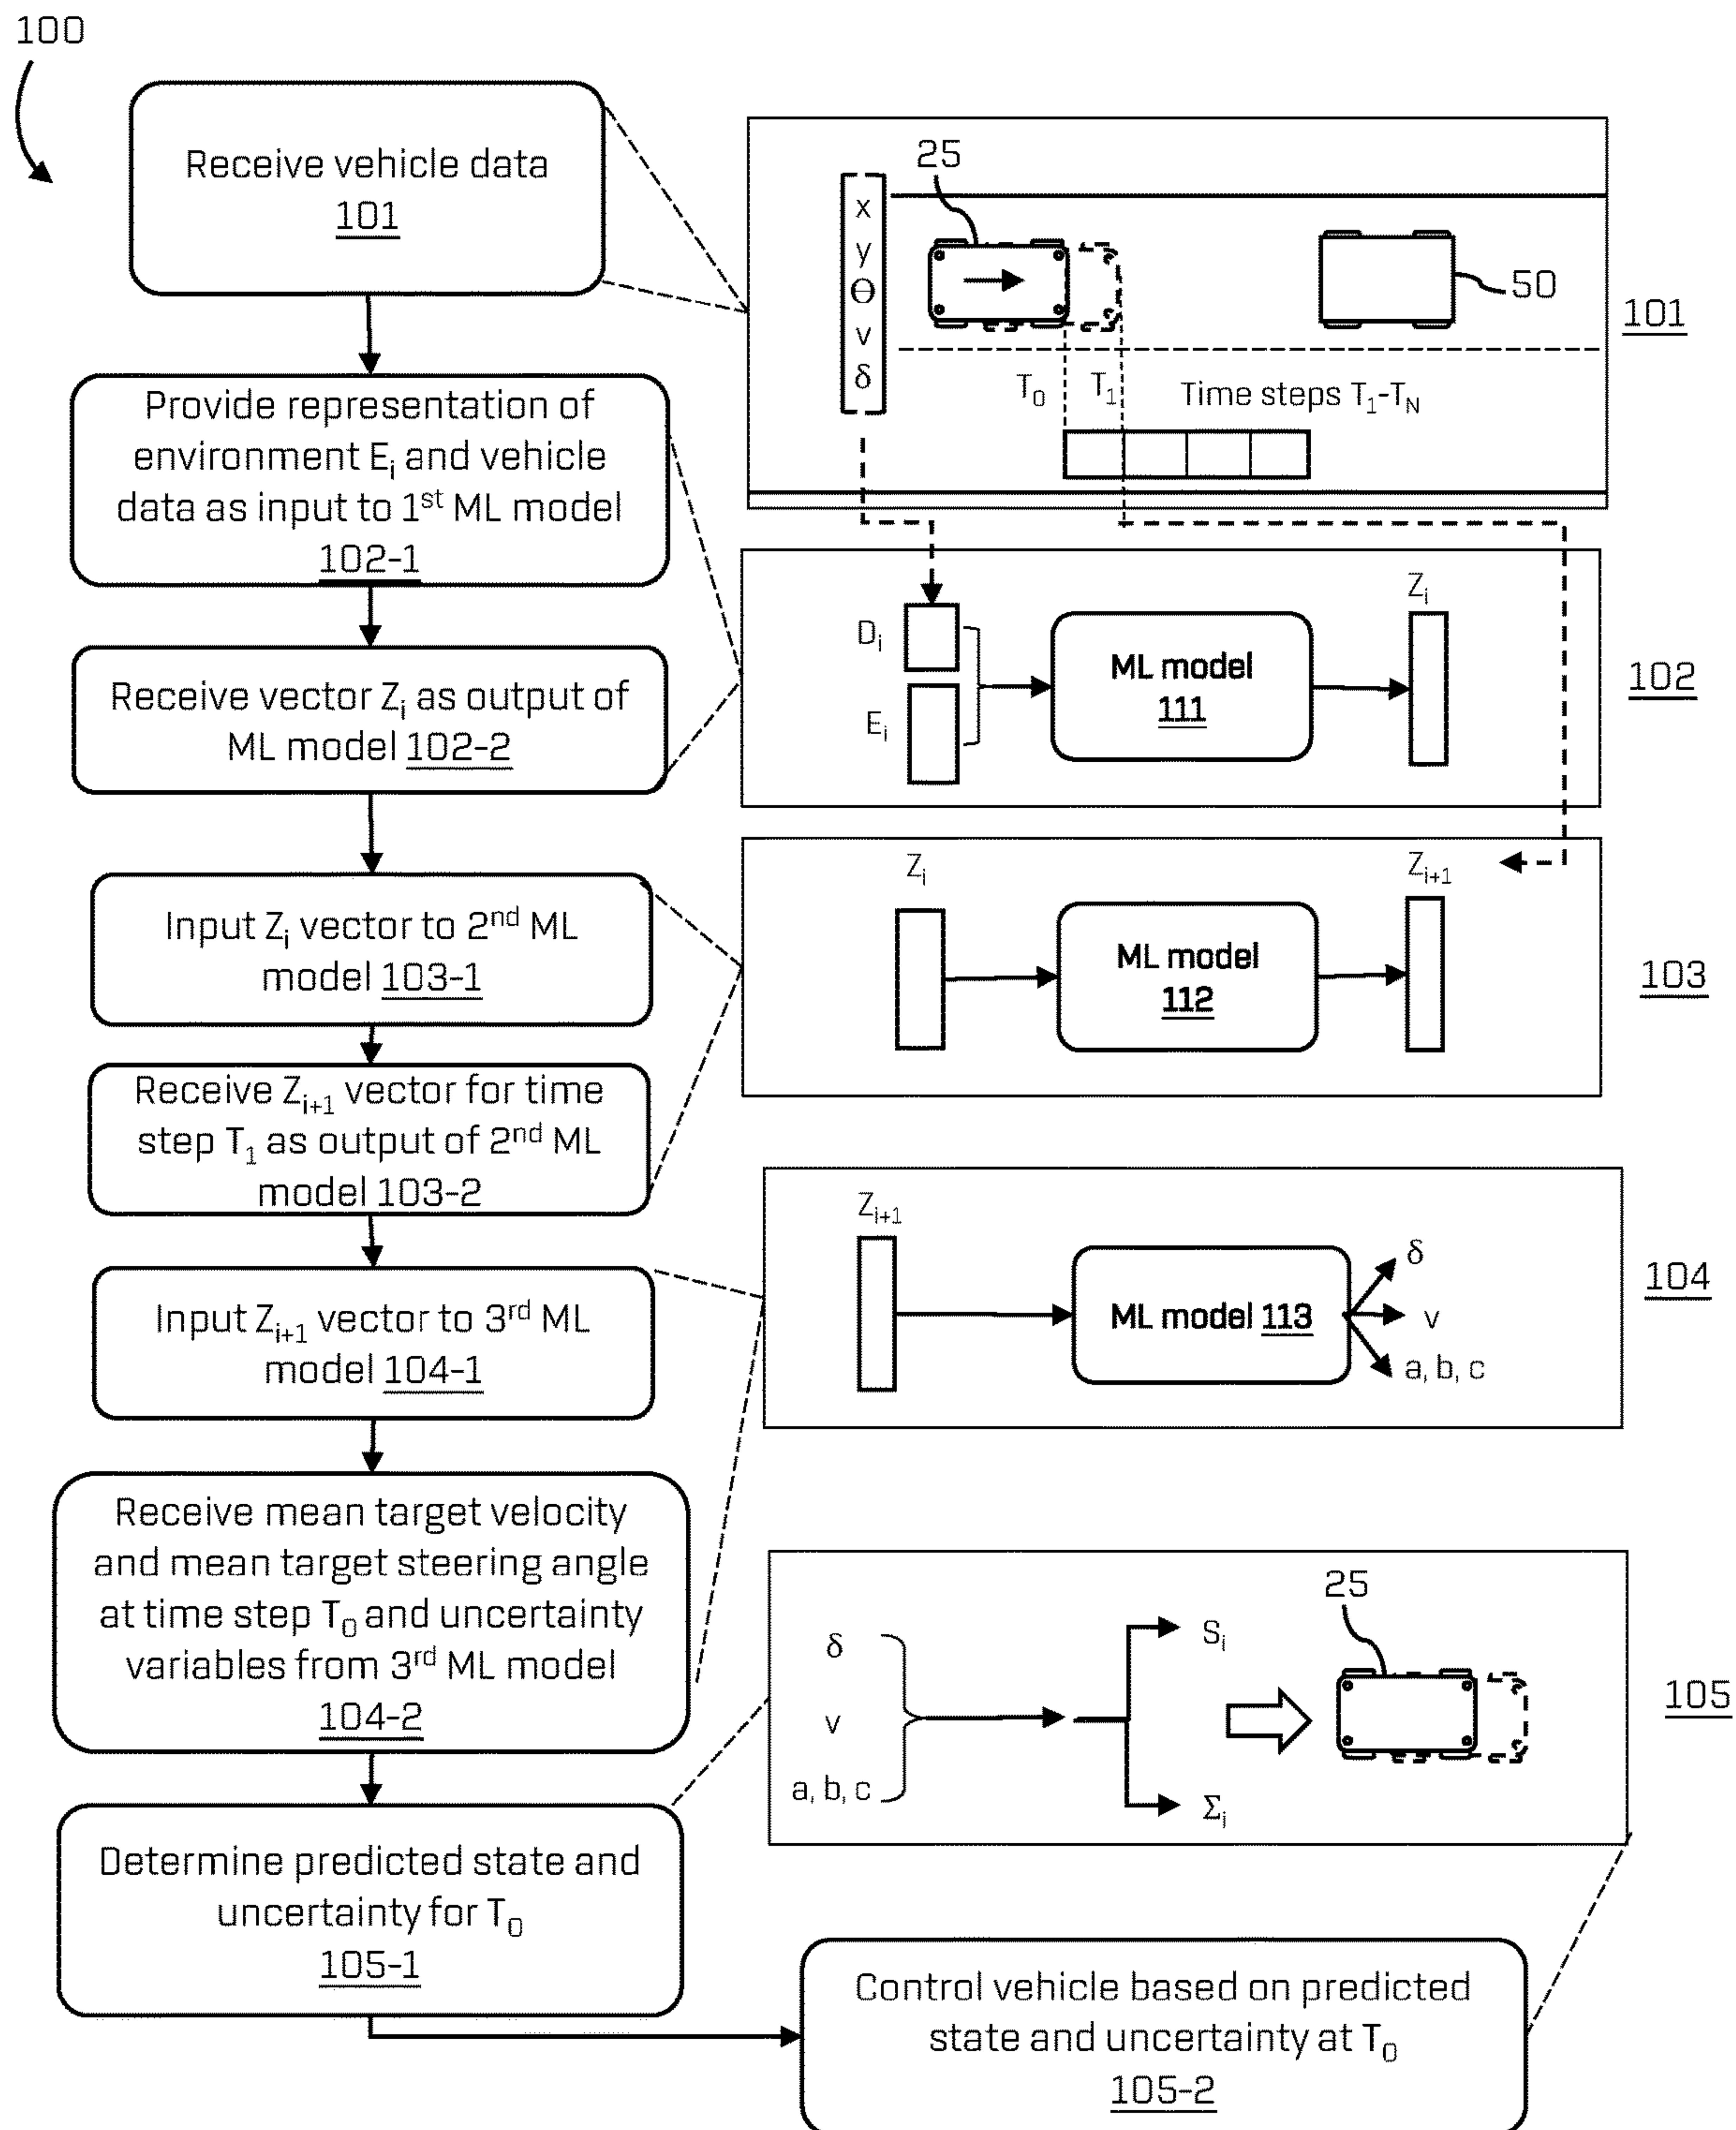 100
Receive vehicle data
101
25
x
y
Θ
v
δ
50
101
T₀
T₁
Time steps T₁-T_N
Provide representation of
environment Eᵢ and vehicle
data as input to 1ˢᵗ ML model
102-1
Receive vector Zᵢ as output of
ML model 102-2
Dᵢ
Eᵢ
ML model
111
Zᵢ
102
Input Zᵢ vector to 2ⁿᵈ ML
model 103-1
Receive Zᵢ₊₁ vector for time
step T₁ as output of 2ⁿᵈ ML
model 103-2
Zᵢ
ML model
112
Zᵢ₊₁
103
Input Zᵢ₊₁ vector to 3ʳᵈ ML
model 104-1
Receive mean target velocity
and mean target steering angle
at time step T₀ and uncertainty
variables from 3ʳᵈ ML model
104-2
Zᵢ₊₁
ML model 113
δ
v
a, b, c
104
Determine predicted state and
uncertainty for T₀
105-1
δ
v
a, b, c
Sᵢ
Σᵢ
25
105
Control vehicle based on predicted
state and uncertainty at T₀
105-2